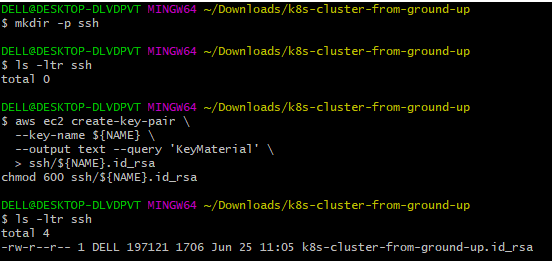 DELL@DESKTOP-DLVDPVT MINGW64 ~/Downloads/k8s-cluster-from-ground-up
$ mkdir -p ssh
DELL@DESKTOP-DLVDPVT MINGW64 ~/Downloads/k8s-cluster-from-ground-up
$ ls -ltr ssh
total 0
DELL@DESKTOP-DLVDPVT MINGW64 ~/Downloads/k8s-cluster-from-ground-up
$ aws ec2 create-key-pair \
  --key-name ${NAME} \
  --output text --query 'KeyMaterial' \
  > ssh/${NAME}.id_rsa
chmod 600 ssh/${NAME}.id_rsa
DELL@DESKTOP-DLVDPVT MINGW64 ~/Downloads/k8s-cluster-from-ground-up
$ ls -ltr ssh
total 4
-rw-r--r-- 1 DELL 197121 1706 Jun 25 11:05 k8s-cluster-from-ground-up.id_rsa